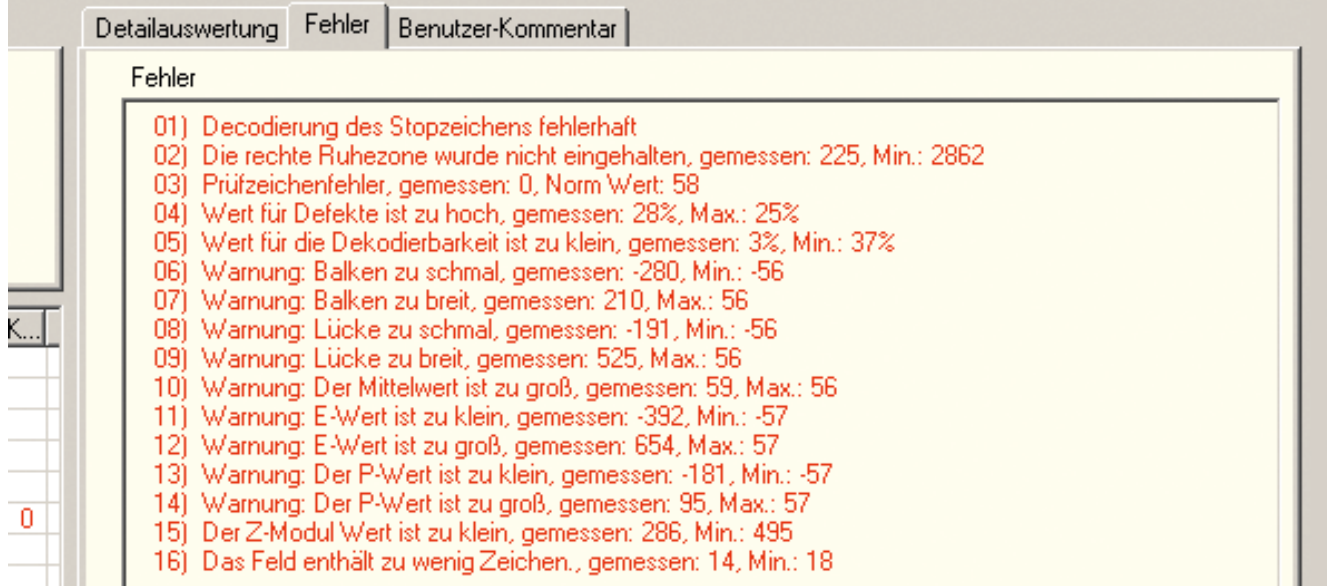 Detailauswertung Fehler Benutzer-Kommentar
Fehler
01) Decodierung des Stopzeichens fehlerhaft
02) Die rechte Ruhezone wurde nicht eingehalten, gemessen: 225, Min.: 2862
03) Prüfzeichenfehler, gemessen: 0, Norm Wert: 58
04) Wert für Defekte ist zu hoch, gemessen: 28%, Max.: 25%
05) Wert für die Dekodierbarkeit ist zu klein, gemessen: 3%, Min.: 37%
06) Warnung: Balken zu schmal, gemessen: -280, Min.: -56
07) Warnung: Balken zu breit, gemessen: 210, Max.: 56
K... 08) Warnung: Lücke zu schmal, gemessen: -191, Min.: -56
09) Warnung: Lücke zu breit, gemessen: 525, Max.: 56
10) Warnung: Der Mittelwert ist zu groß, gemessen: 59, Max.: 56
11) Warnung: E-Wert ist zu klein, gemessen: -392, Min.: -57
12) Warnung: E-Wert ist zu groß, gemessen: 654, Max.: 57
13) Warnung: Der P-Wert ist zu klein, gemessen: -181, Min.: -57
14) Warnung: Der P-Wert ist zu groß, gemessen: 95, Max.: 57
0 15) Der Z-Modul Wert ist zu klein, gemessen: 286, Min.: 495
16) Das Feld enthält zu wenig Zeichen., gemessen: 14, Min.: 18